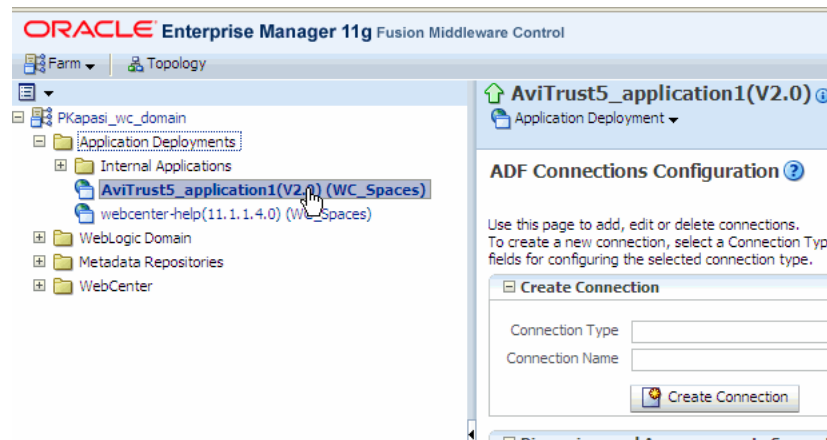 ORACLE Enterprise Manager 11g Fusion Middleware Control
Farm Topology
PKapasi_wc_domain
Application Deployments
Internal Applications
AviTrust5_application1(V2.0) (WC_Spaces)
webcenter-help(11.1.1.4.0) (WC_Spaces)
WebLogic Domain
Metadata Repositories
WebCenter
AviTrust5_application1(V2.0)
Application Deployment
ADF Connections Configuration
Use this page to add, edit or delete connections.
To create a new connection, select a Connection Typ
fields for configuring the selected connection type.
Create Connection
Connection Type
Connection Name
Create Connection